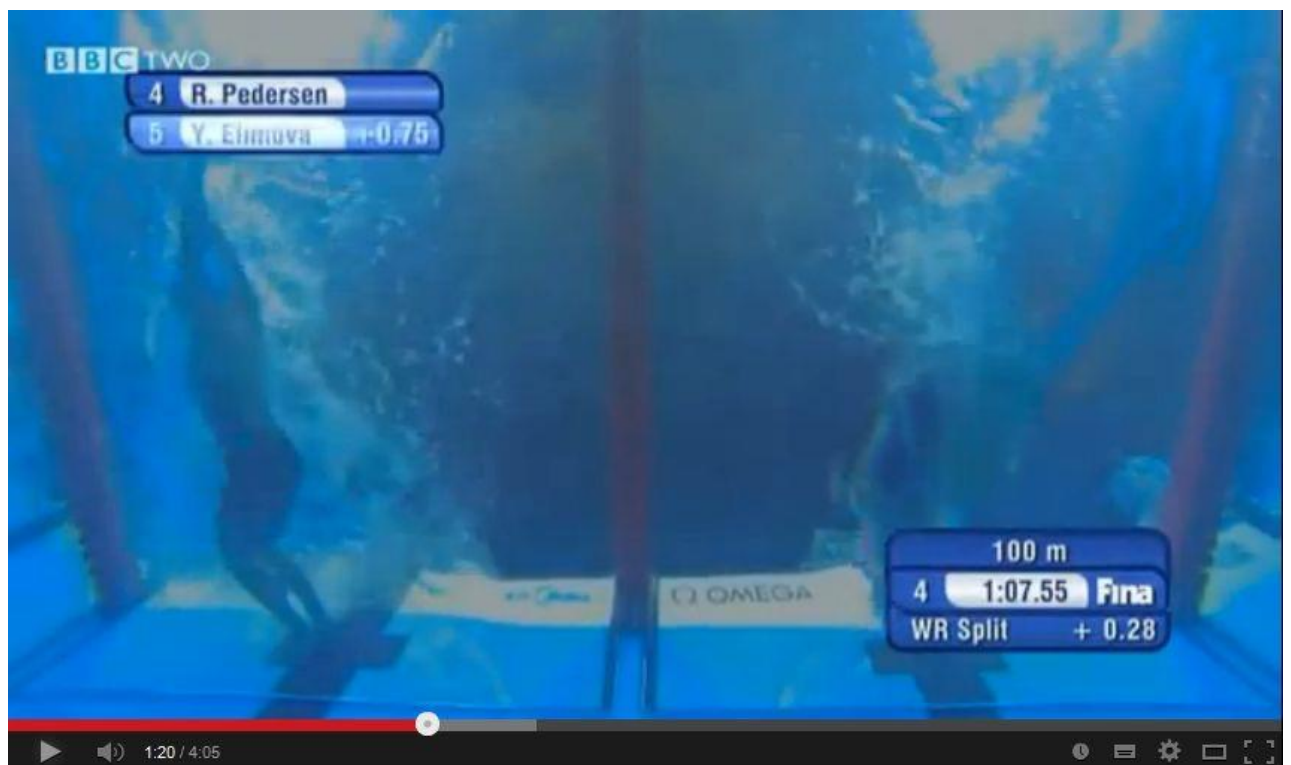 BBC TWO
4 R. Pedersen
5 Y. Efimova +0.75
OMEGA
100 m
4 1:07.55 Fina
WR Split + 0.28
1:20 / 4:05